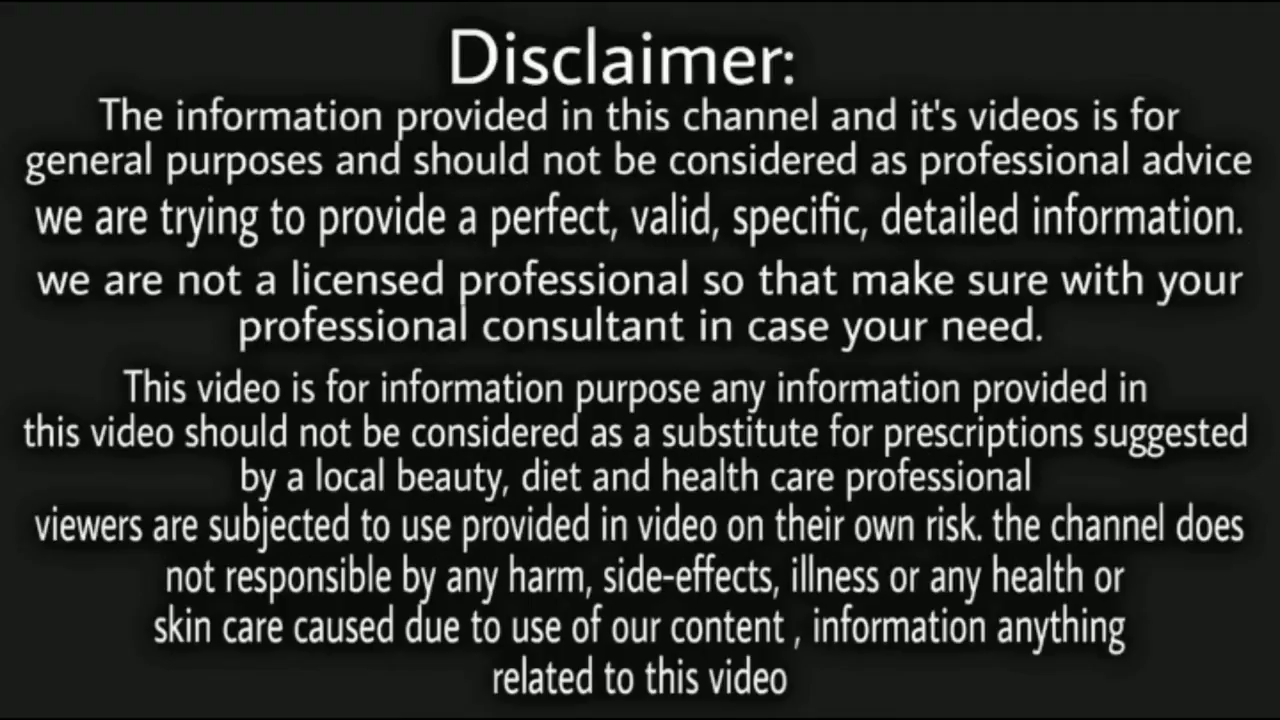 Disclaimer:
The information provided in this channel and it's videos is for
general purposes and should not be considered as professional advice
we are trying to provide a perfect, valid, specific, detailed information.
we are not a licensed professional so that make sure with your
professional consultant in case your need.
This video is for information purpose any information provided in
this video should not be considered as a substitute for prescriptions suggested
by a local beauty, diet and health care professional
viewers are subjected to use provided in video on their own risk. the channel does
not responsible by any harm, side-effects, illness or any health or
skin care caused due to use of our content , information anything
related to this video